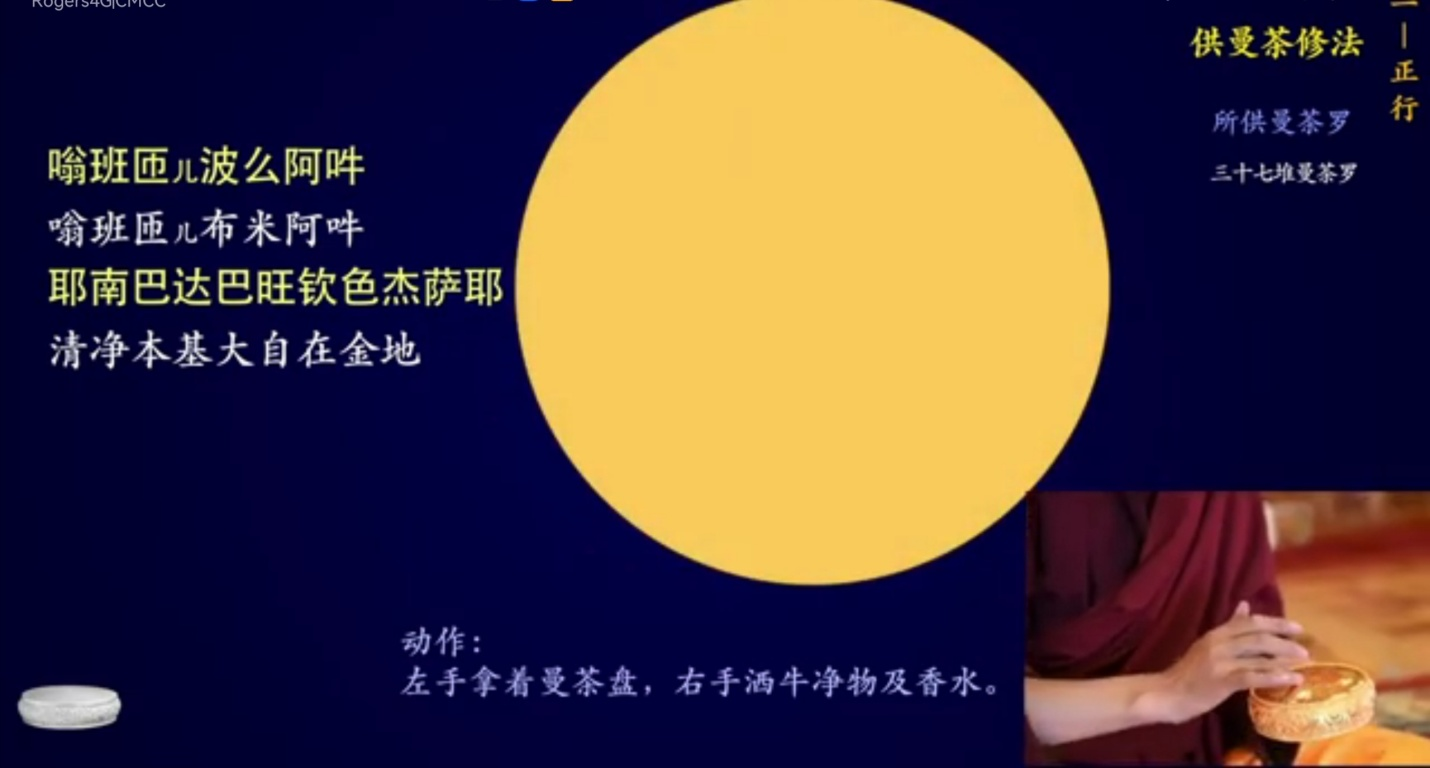 Rogers4G|CMCC
供曼茶修法
一—正行
所供曼茶罗
三十七堆曼茶罗
嗡班匝儿波么阿吽
嗡班匝儿布米阿吽
耶南巴达巴旺钦色杰萨耶
清净本基大自在金地
动作：
左手拿着曼茶盘，右手洒牛净物及香水。